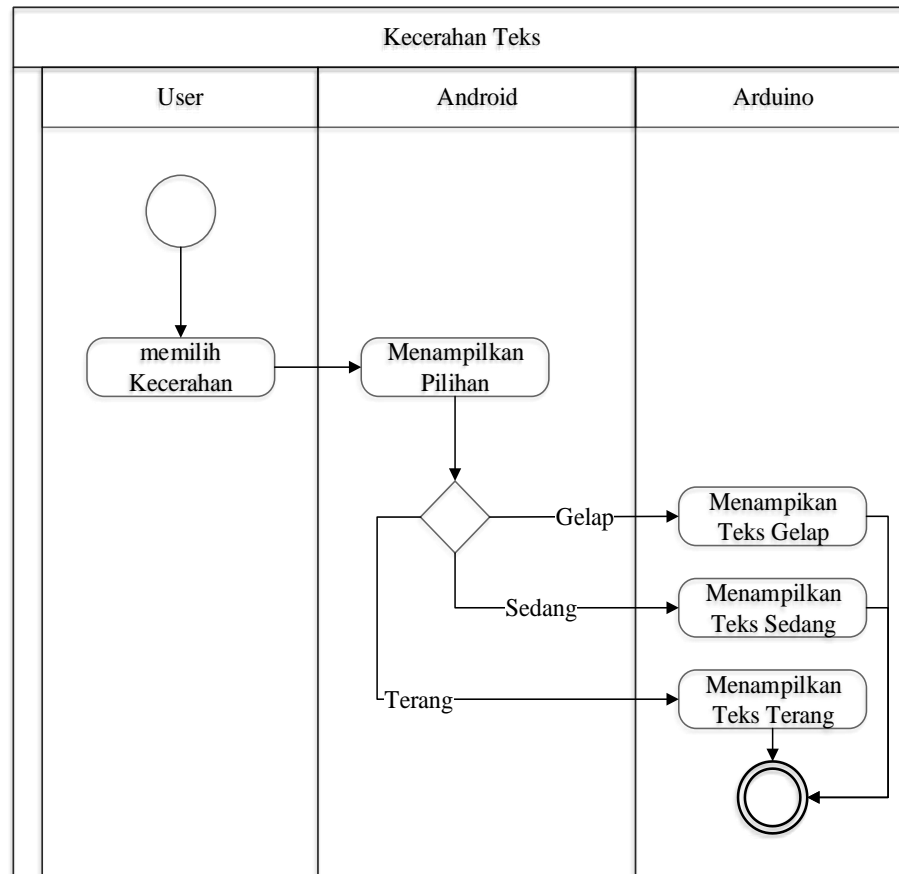 Kecerahan Teks
User
Android
Arduino
memilih
Kecerahan
Menampilkan
Pilihan
Gelap
Menampikan
Teks Gelap
Sedang
Menampilkan
Teks Sedang
Terang
Menampilkan
Teks Terang